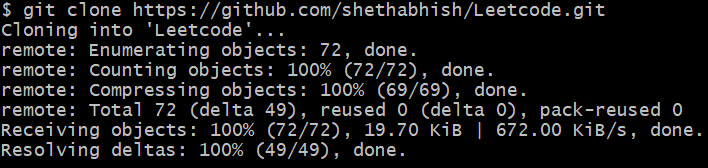 $ git clone https://github.com/shethabhish/Leetcode.git
Cloning into 'Leetcode'...
remote: Enumerating objects: 72, done.
remote: Counting objects: 100% (72/72), done.
remote: Compressing objects: 100% (69/69), done.
remote: Total 72 (delta 49), reused 0 (delta 0), pack-reused 0
Receiving objects: 100% (72/72), 19.70 KiB | 672.00 KiB/s, done.
Resolving deltas: 100% (49/49), done.